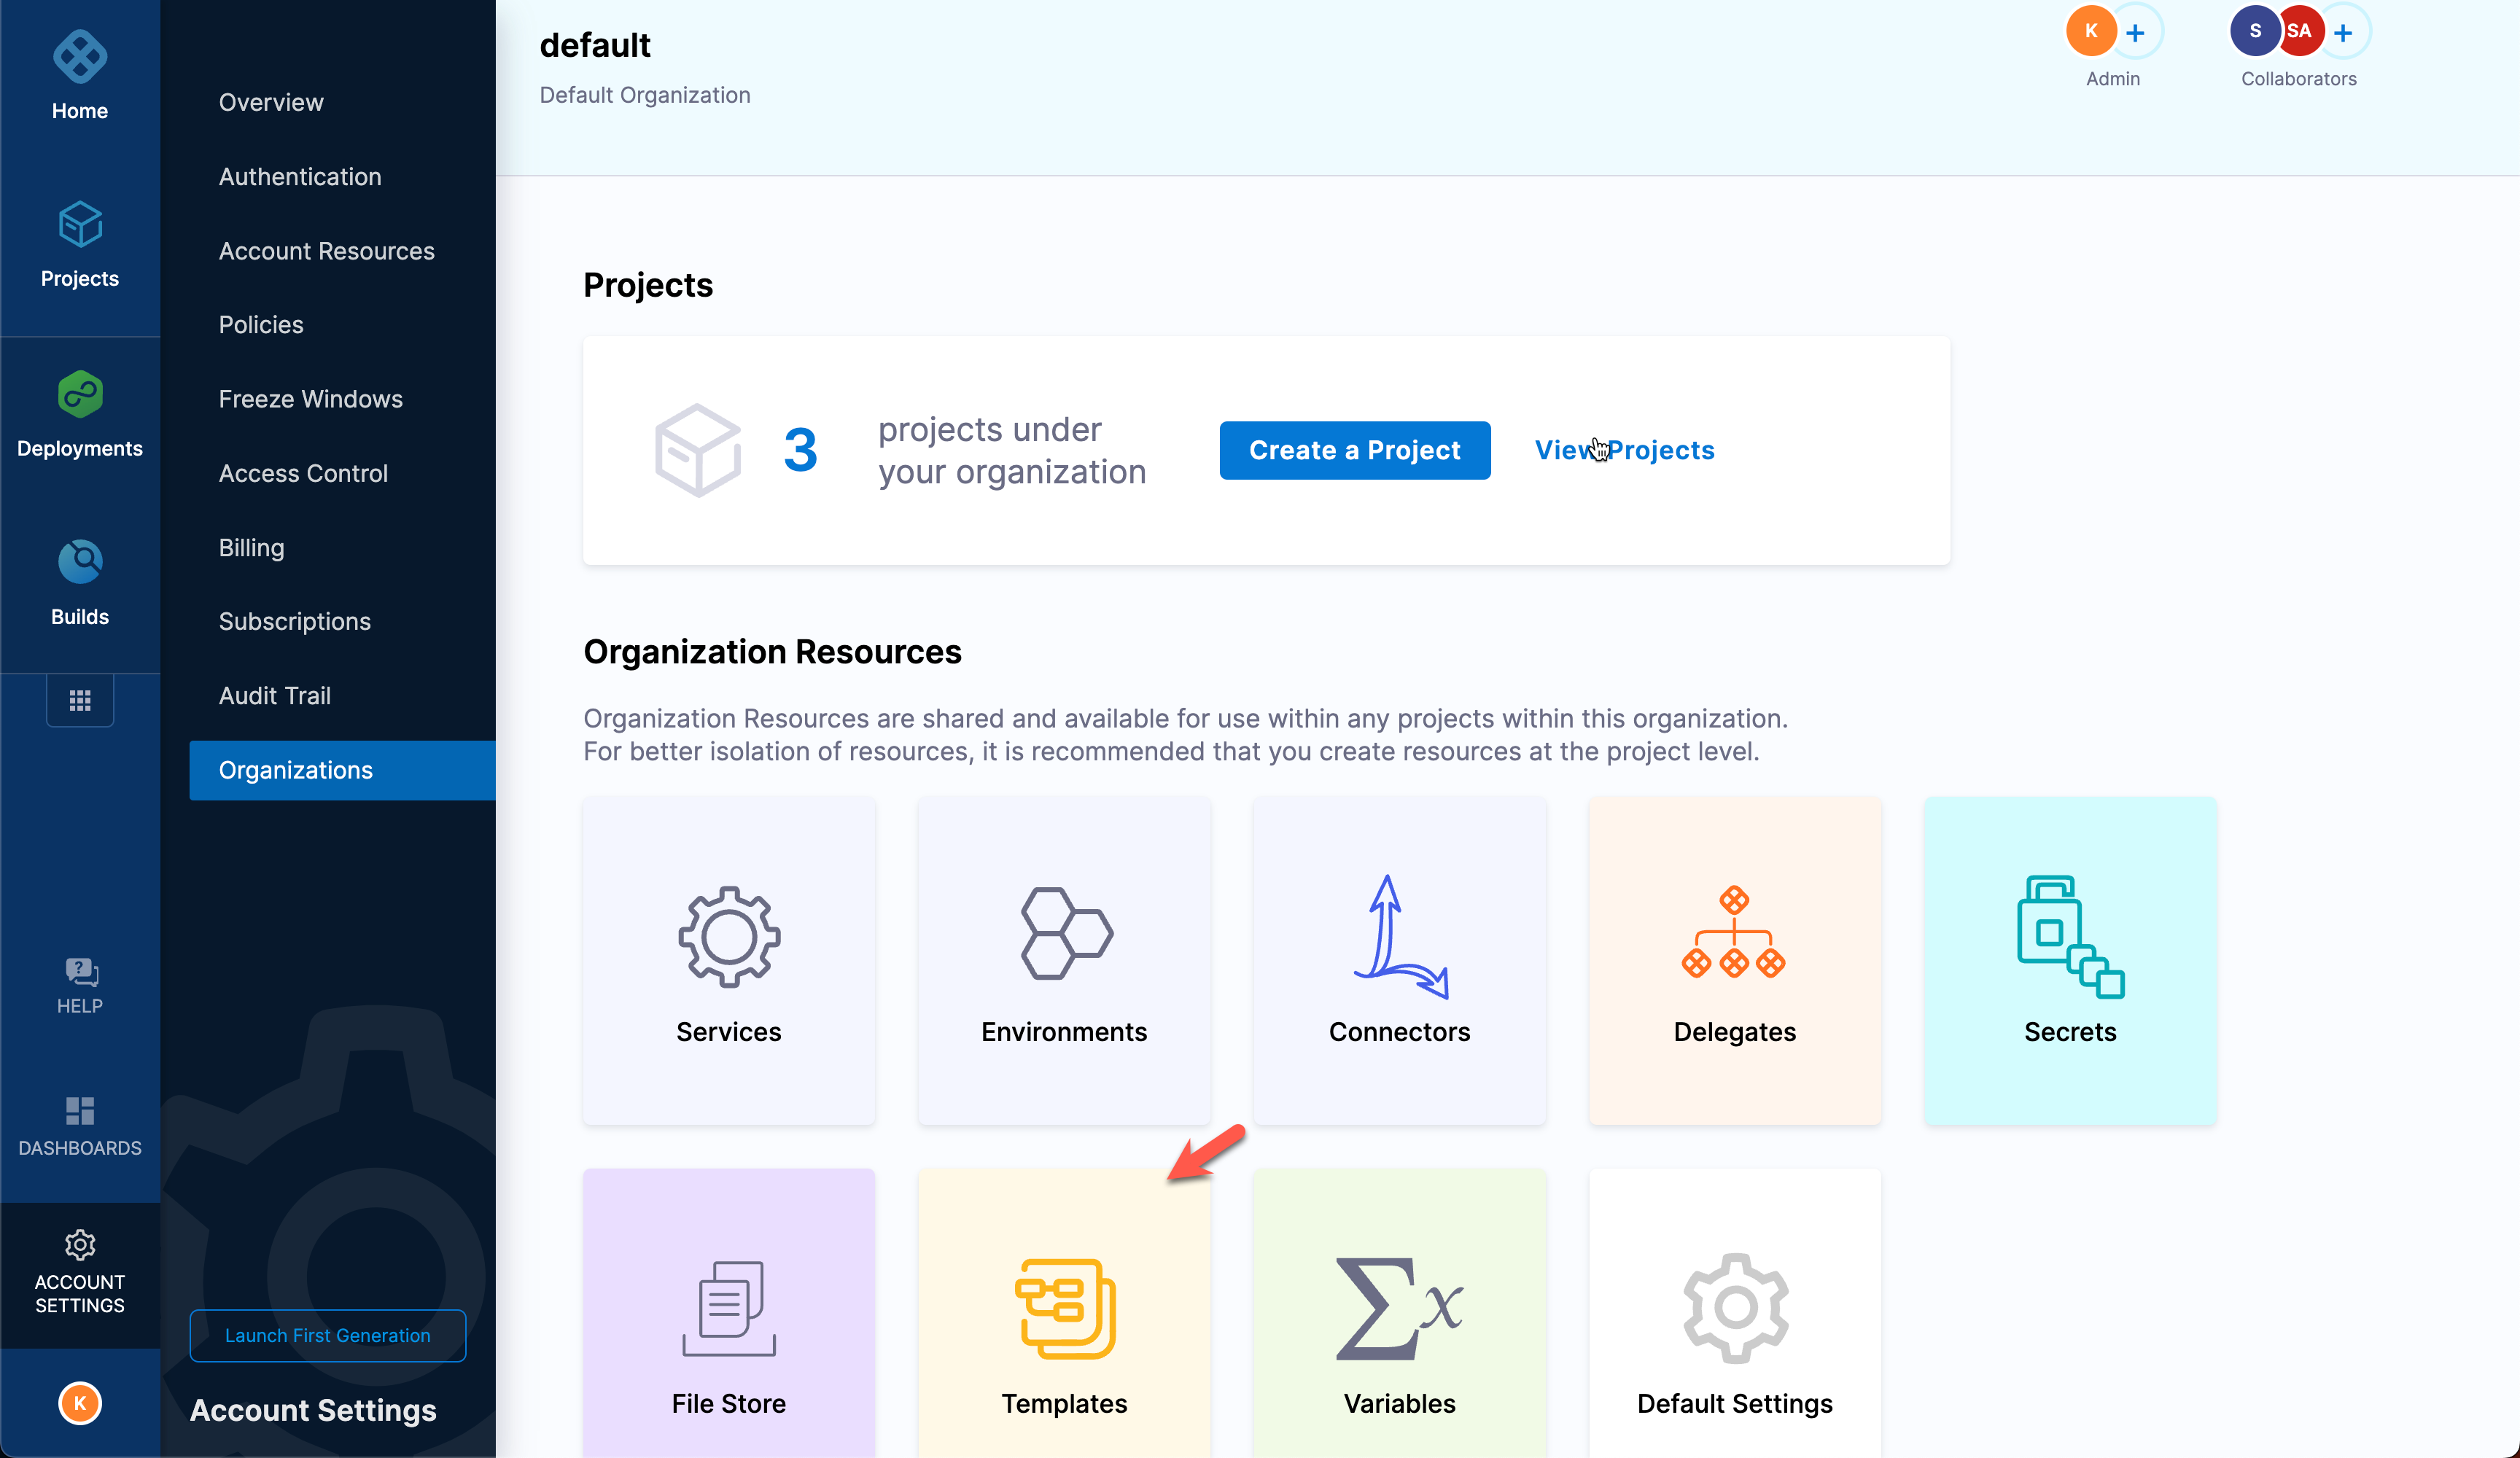 Home
Projects
Deployments
Builds
HELP
DASHBOARDS
ACCOUNT
SETTINGS
K
Overview
Authentication
Account Resources
Policies
Freeze Windows
Access Control
Billing
Subscriptions
Audit Trail
Organizations
Launch First Generation
Account Settings
default
Default Organization
K +
Admin
S SA +
Collaborators
Projects
3
projects under
your organization
Create a Project
View Projects
Organization Resources
Organization Resources are shared and available for use within any projects within this organization.
For better isolation of resources, it is recommended that you create resources at the project level.
Services
Environments
Connectors
Delegates
Secrets
File Store
Templates
Σx
Variables
Default Settings